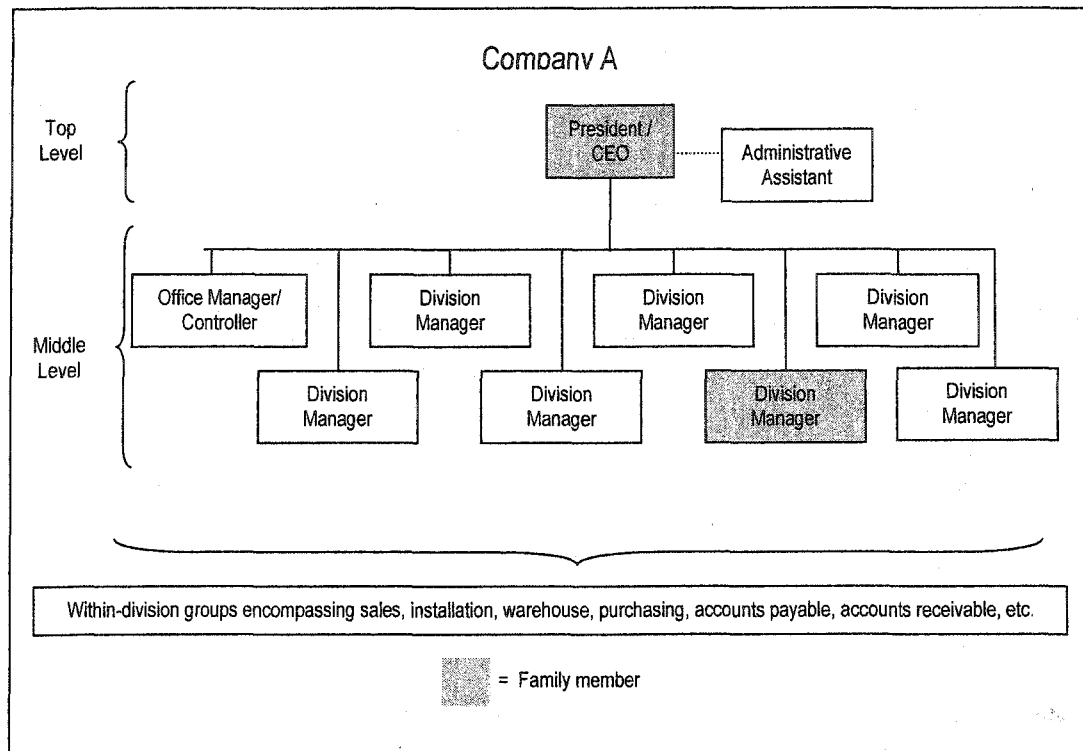 Company A
Top
Level
President /
CEO
Administrative
Assistant
Middle
Level
Office Manager/
Controller
Division
Manager
Division
Manager
Division
Manager
Division
Manager
Division
Manager
Division
Manager
Division
Manager
Within-division groups encompassing sales, installation, warehouse, purchasing, accounts payable, accounts receivable, etc.
= Family member